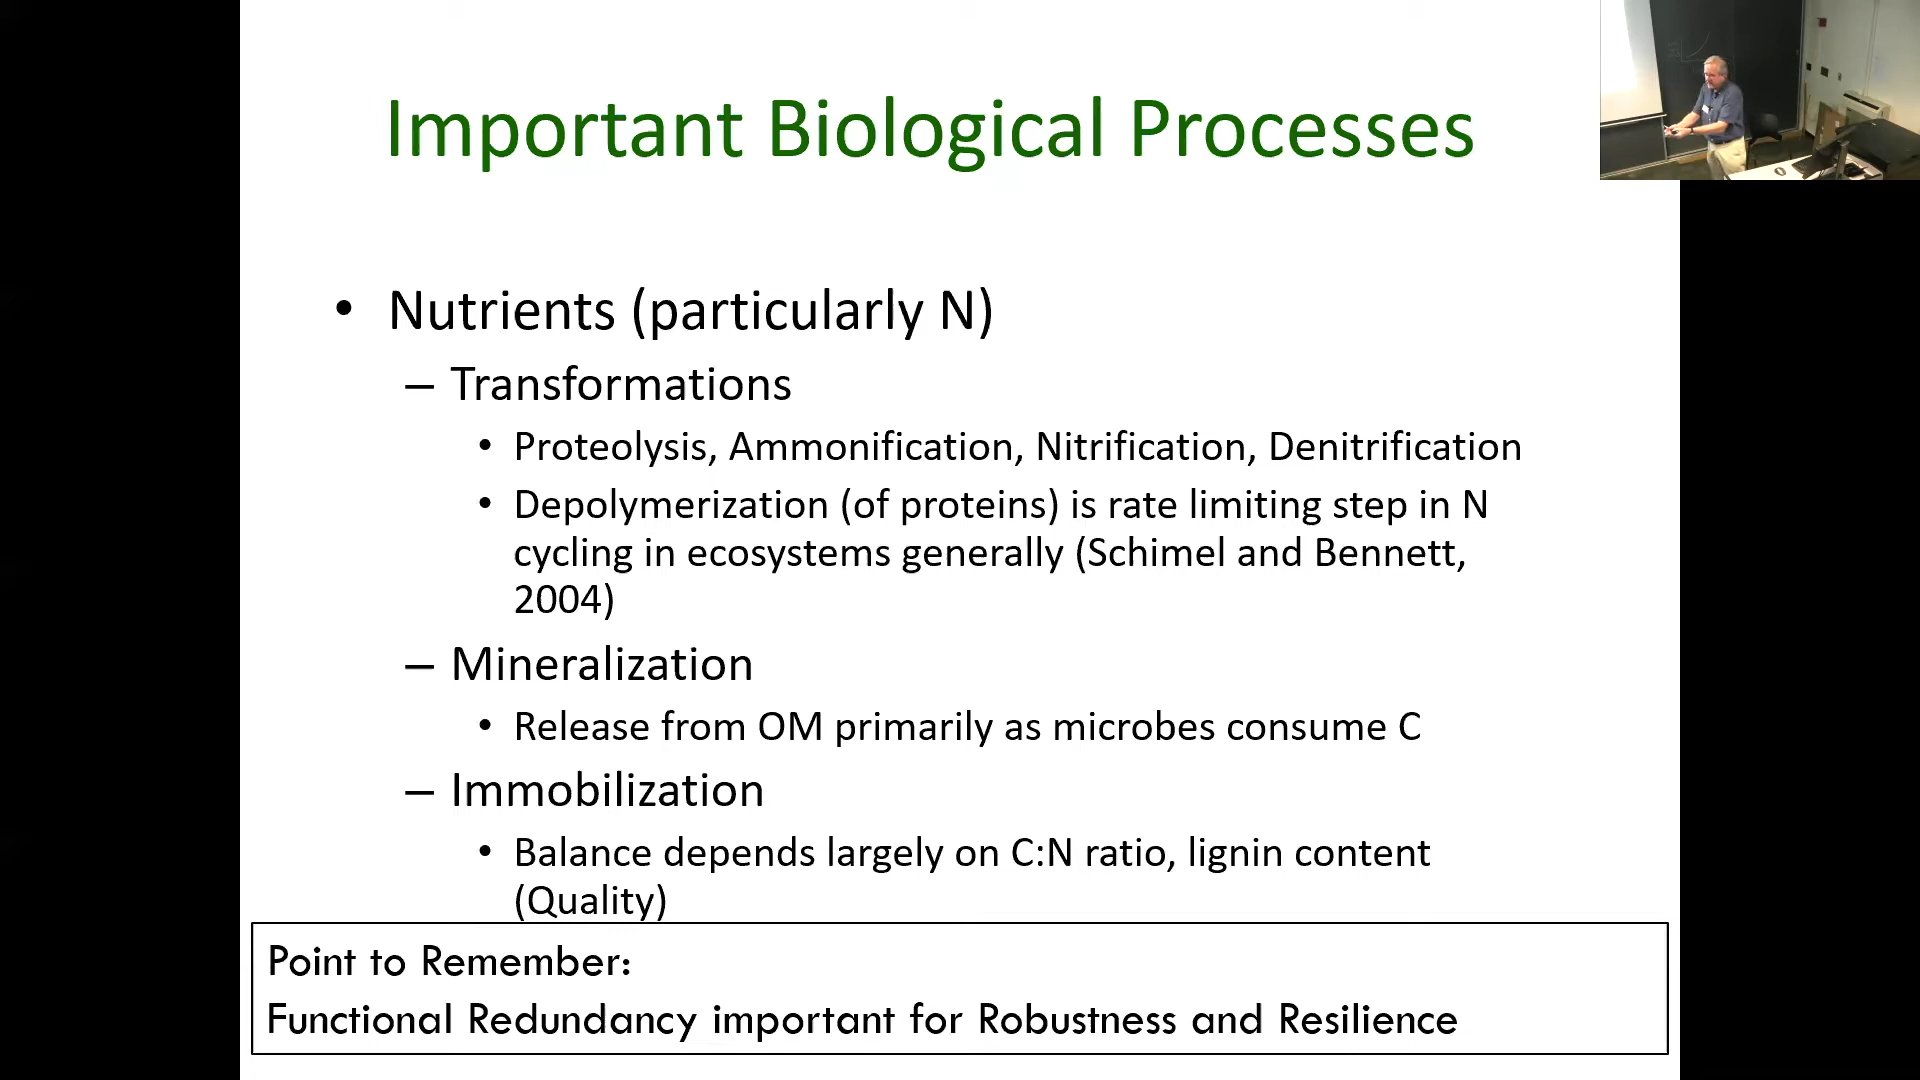 Important Biological Processes
• Nutrients (particularly N)
– Transformations
• Proteolysis, Ammonification, Nitrification, Denitrification
• Depolymerization (of proteins) is rate limiting step in N
cycling in ecosystems generally (Schimel and Bennett,
2004)
– Mineralization
• Release from OM primarily as microbes consume C
– Immobilization
• Balance depends largely on C:N ratio, lignin content
(Quality)
Point to Remember:
Functional Redundancy important for Robustness and Resilience